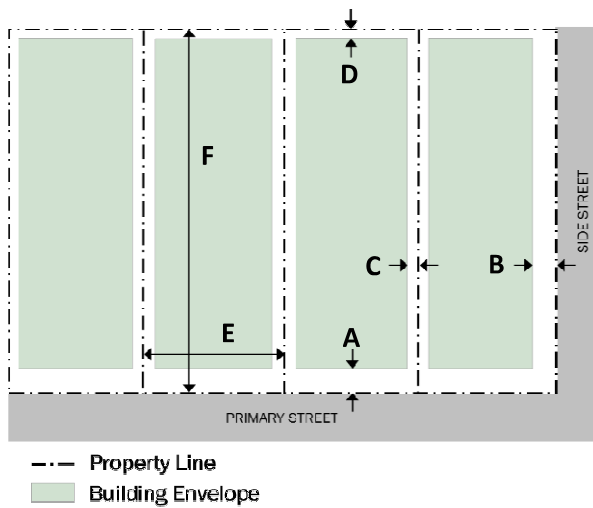 D
F
SIDE STREET
C
B
E
A
PRIMARY STREET
Property Line
Building Envelope